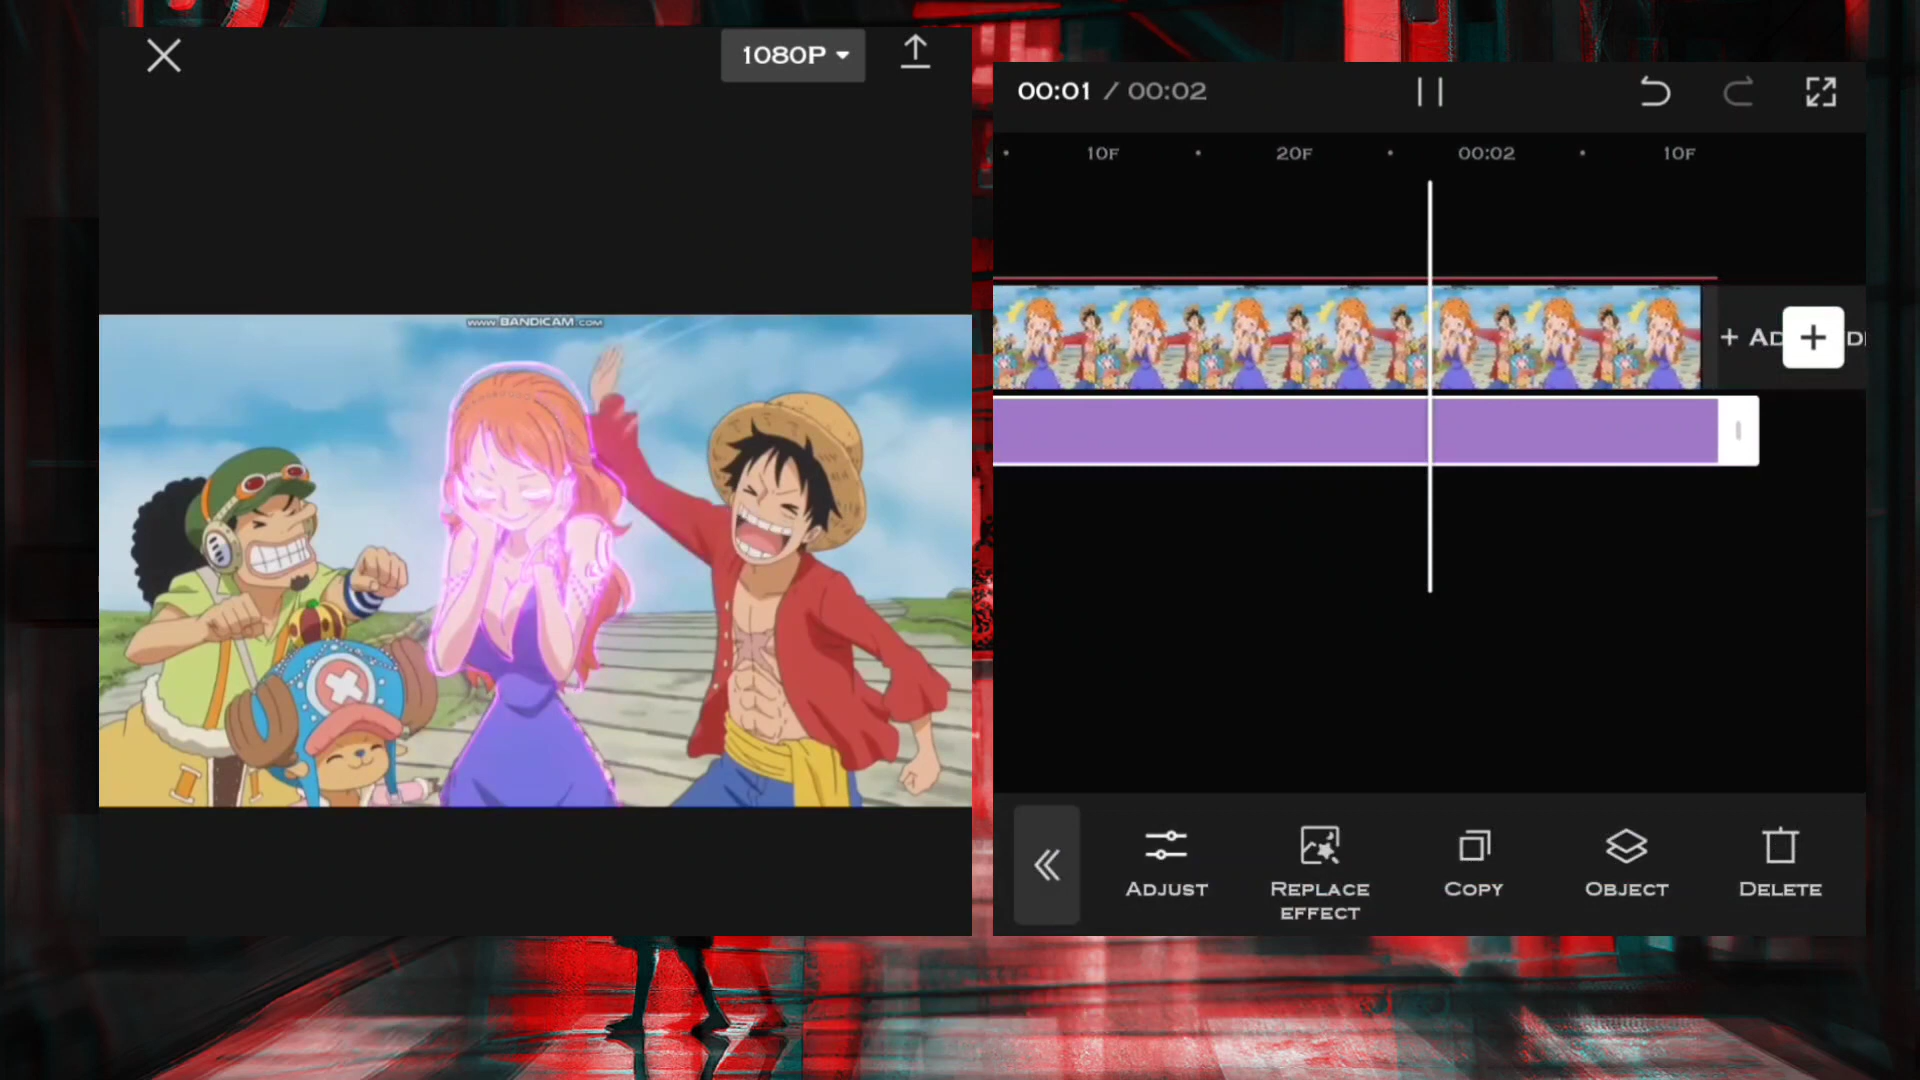 1080P
www.BANDICAM.COM
00:01 / 00:02
10F
20F
00:02
10F
+ AD
ADJUST
REPLACE
EFFECT
COPY
OBJECT
DELETE